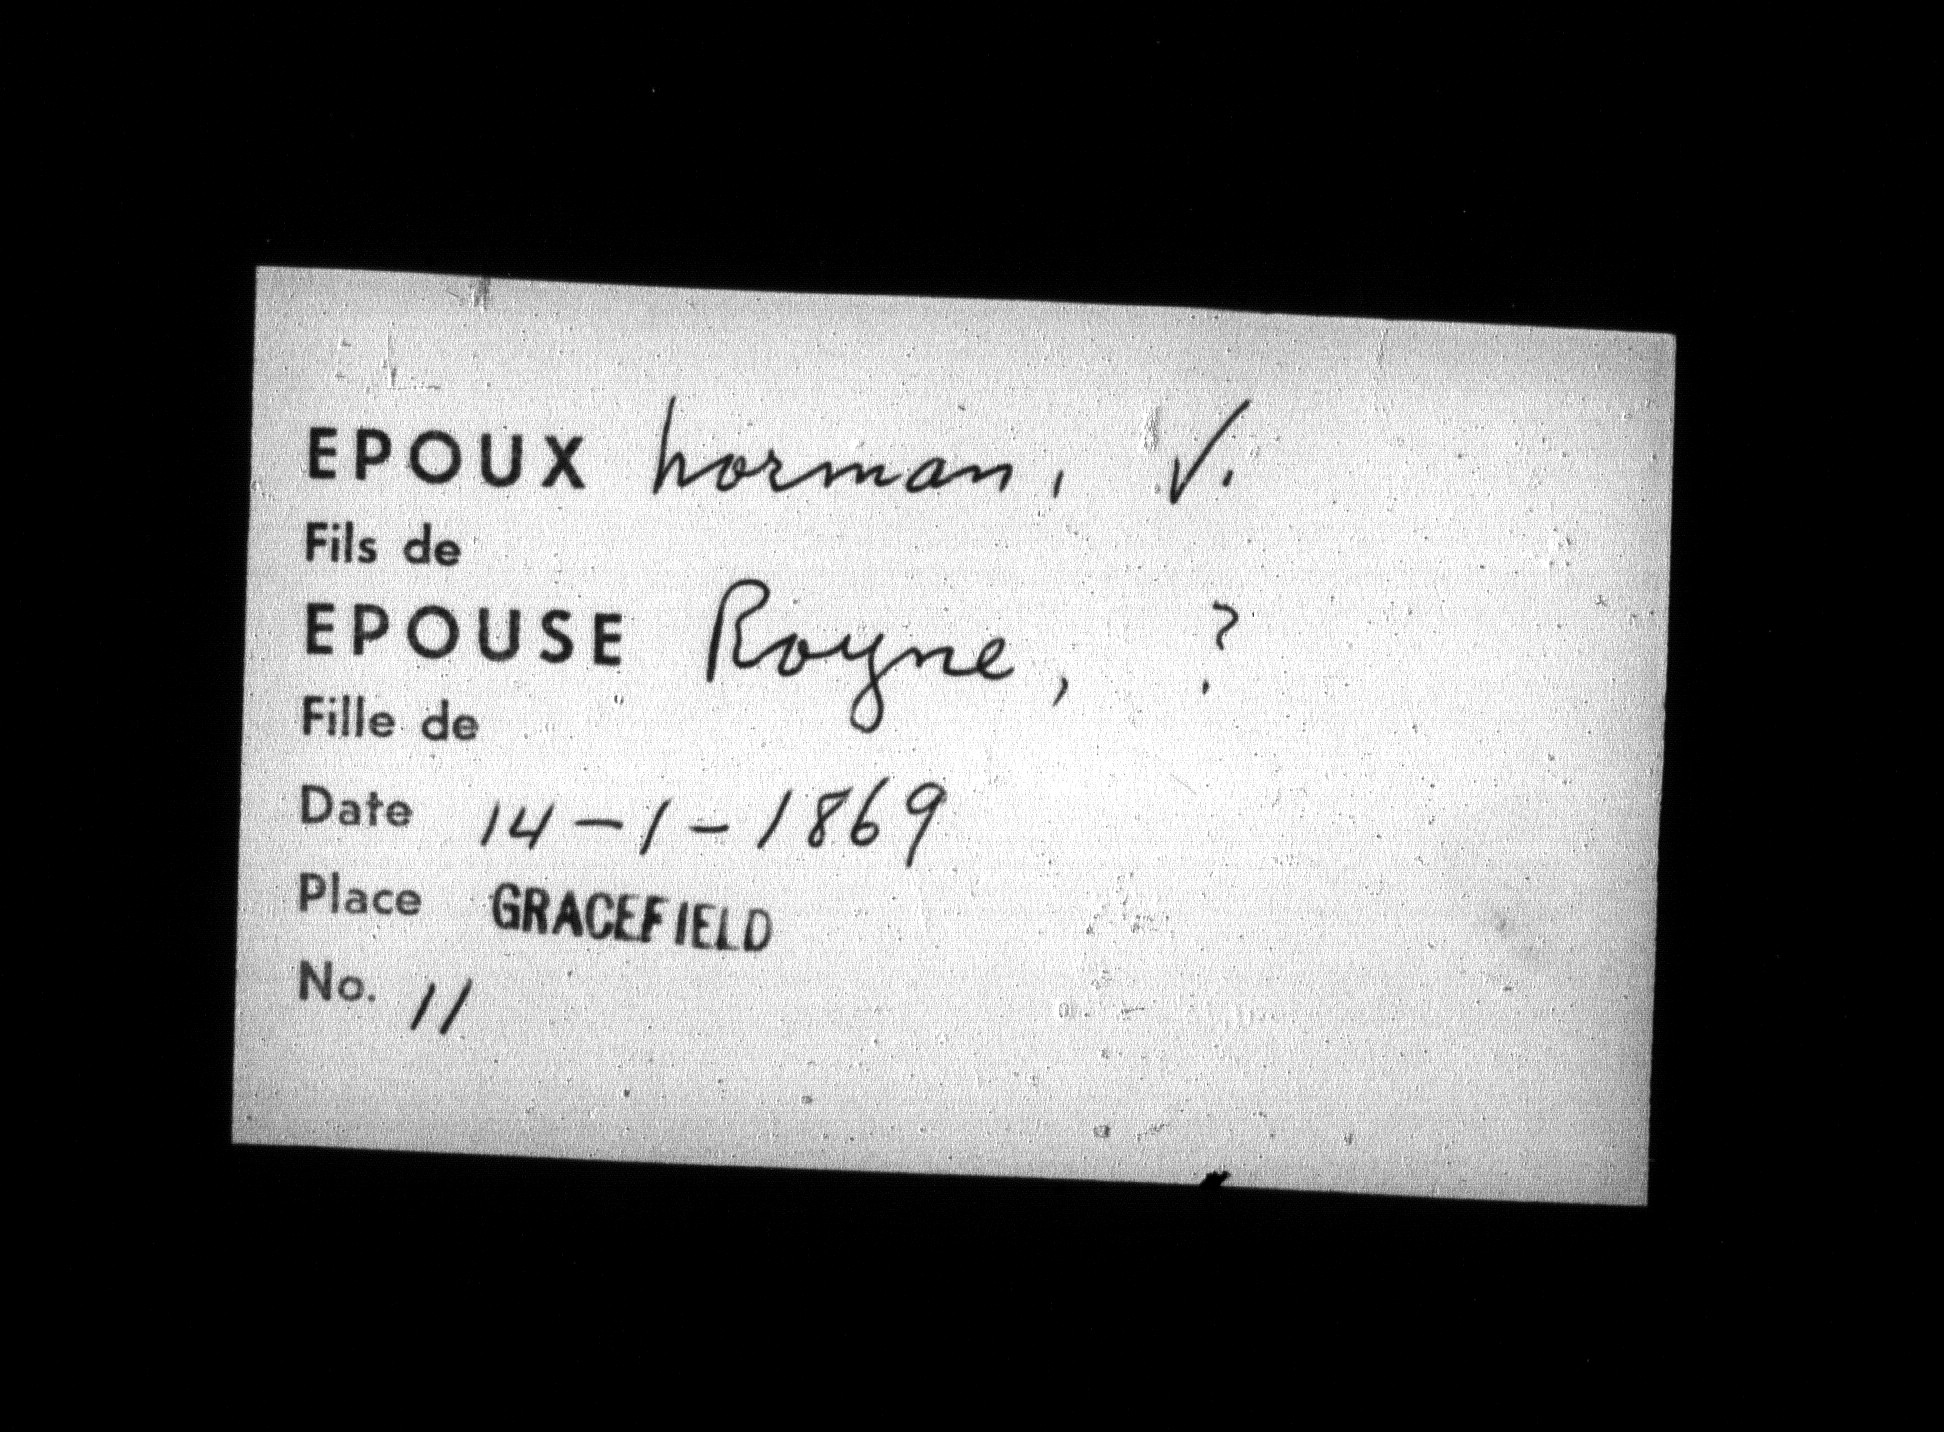 EPOUX Norman, V.
Fils de
EPOUSE Royne, ?
Fille de
Date 14-1-1869
Place GRACEFIELD
No. 11